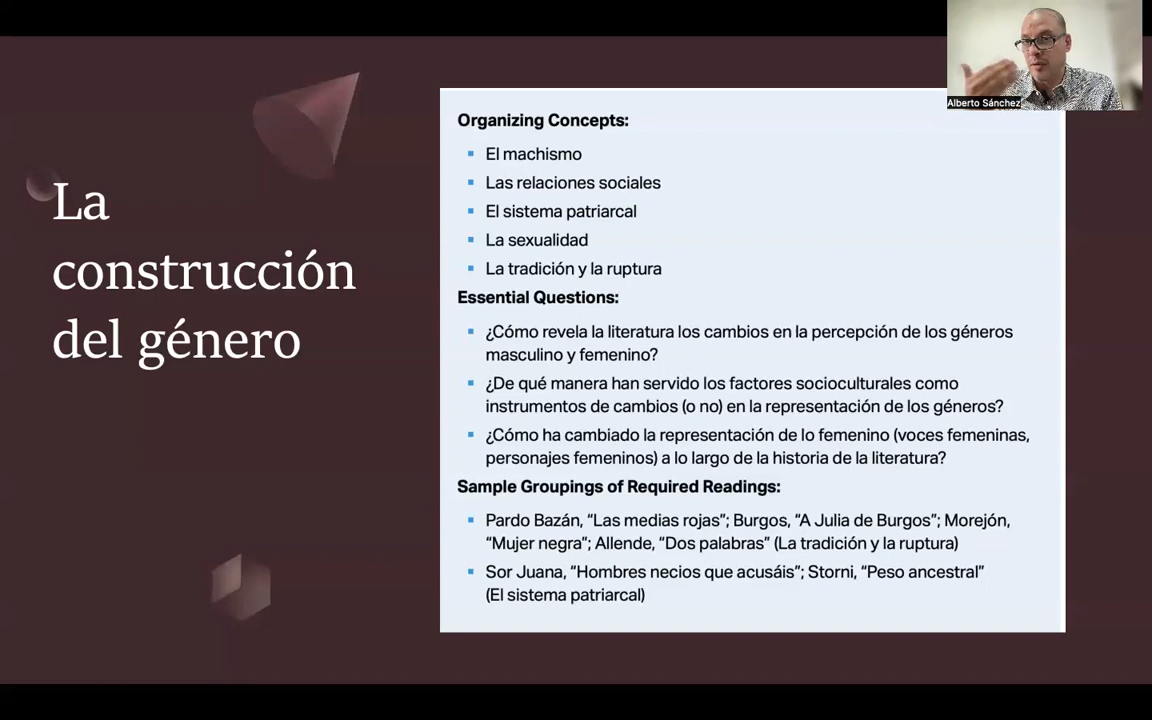 La
construcción
del género
Organizing Concepts:
▪ El machismo
▪ Las relaciones sociales
▪ El sistema patriarcal
▪ La sexualidad
▪ La tradición y la ruptura
Essential Questions:
▪ ¿Cómo revela la literatura los cambios en la percepción de los géneros
masculino y femenino?
▪ ¿De qué manera han servido los factores socioculturales como
instrumentos de cambios (o no) en la representación de los géneros?
▪ ¿Cómo ha cambiado la representación de lo femenino (voces femeninas,
personajes femeninos) a lo largo de la historia de la literatura?
Sample Groupings of Required Readings:
▪ Pardo Bazán, “Las medias rojas”; Burgos, “A Julia de Burgos”; Morejón,
“Mujer negra”; Allende, “Dos palabras” (La tradición y la ruptura)
▪ Sor Juana, “Hombres necios que acusáis”; Storni, “Peso ancestral”
(El sistema patriarcal)
Alberto Sánchez